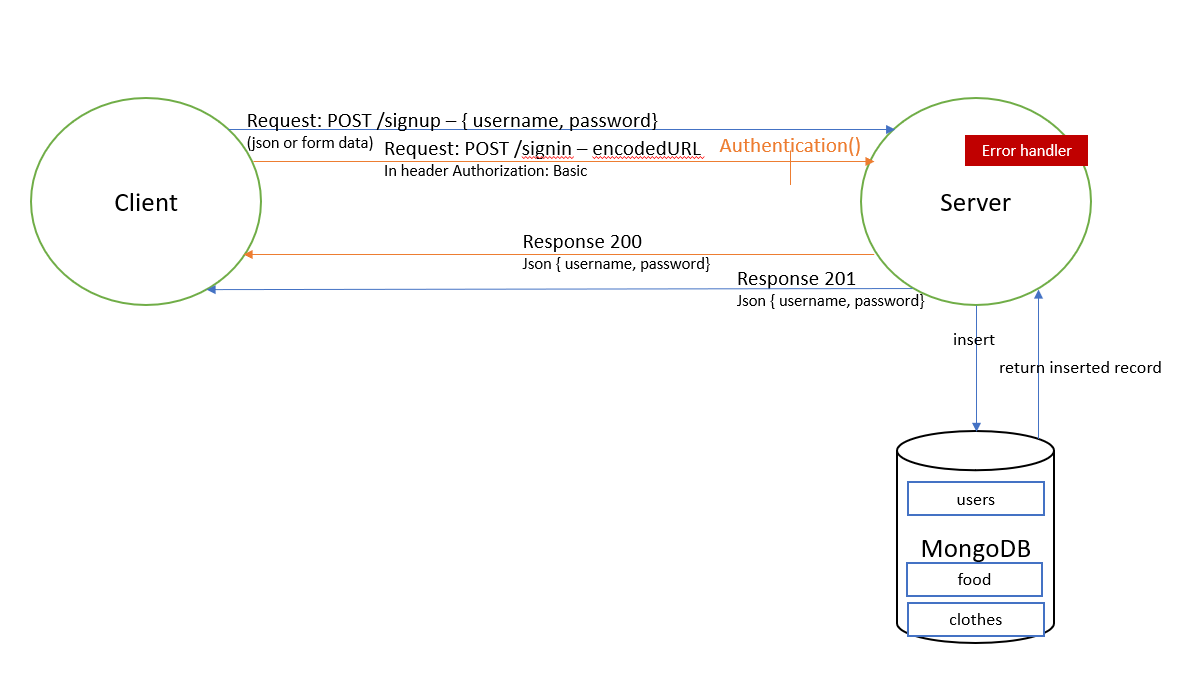 Request: POST /signup – { username, password}
(json or form data)
Request: POST /signin – encodedURL
Authentication()
In header Authorization: Basic
Error handler
Client
Server
Response 200
Json { username, password}
Response 201
Json { username, password}
insert
return inserted record
users
MongoDB
food
clothes